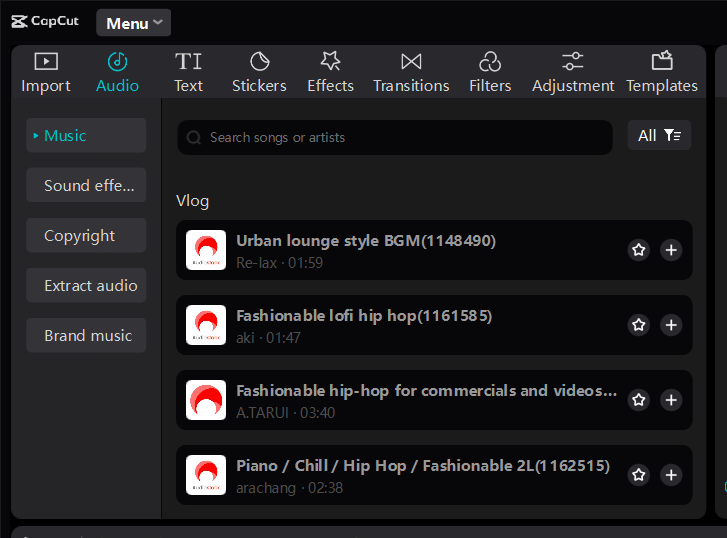 CapCut
Menu
Import
Audio
Text
Stickers
Effects
Transitions
Filters
Adjustment
Templates
Music
Sound effe...
Copyright
Extract audio
Brand music
Search songs or artists
All
Vlog
Urban lounge style BGM(1148490)
Re-lax · 01:59
Fashionable lofi hip hop(1161585)
aki · 01:47
Fashionable hip-hop for commercials and videos...
A.TARUI · 03:40
Piano / Chill / Hip Hop / Fashionable 2L(1162515)
arachang · 02:38